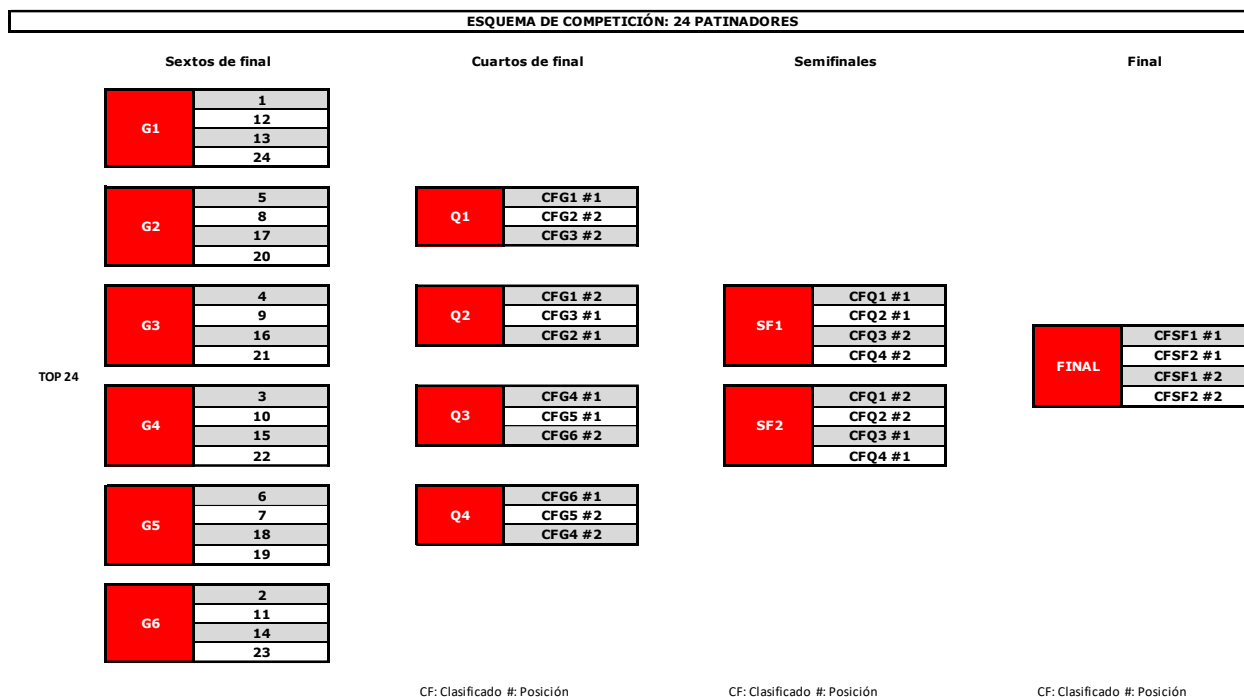 ESQUEMA DE COMPETICIÓN: 24 PATINADORES
Sextos de final
Cuartos de final
Semifinales
Final
TOP 24
G1
1
12
13
24
G2
5
8
17
20
G3
4
9
16
21
G4
3
10
15
22
G5
6
7
18
19
G6
2
11
14
23
Q1
CFG1 #1
CFG2 #2
CFG3 #2
Q2
CFG1 #2
CFG3 #1
CFG2 #1
Q3
CFG4 #1
CFG5 #1
CFG6 #2
Q4
CFG6 #1
CFG5 #2
CFG4 #2
SF1
CFQ1 #1
CFQ2 #1
CFQ3 #2
CFQ4 #2
SF2
CFQ1 #2
CFQ2 #2
CFQ3 #1
CFQ4 #1
FINAL
CFSF1 #1
CFSF2 #1
CFSF1 #2
CFSF2 #2
CF: Clasificado #: Posición
CF: Clasificado #: Posición
CF: Clasificado #: Posición